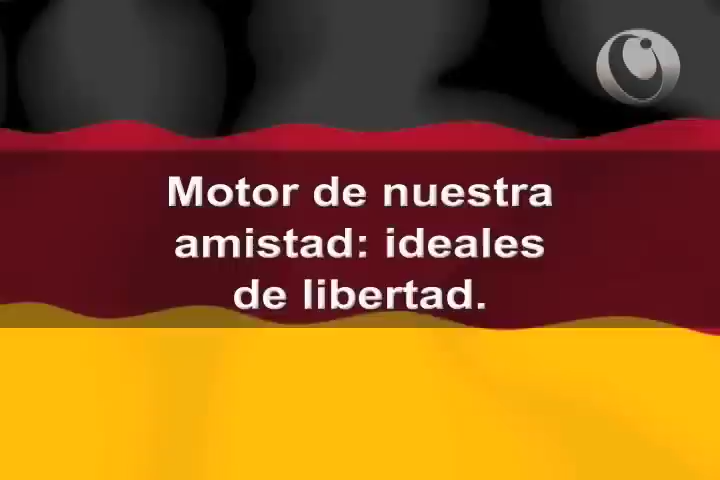 Motor de nuestra
amistad: ideales
de libertad.